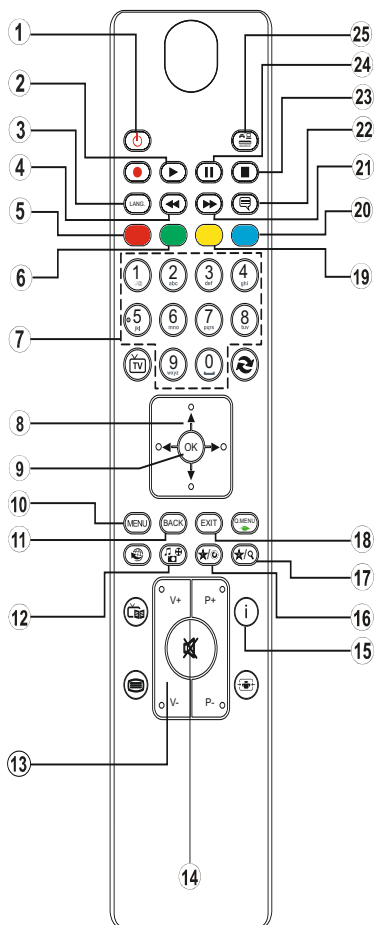 1
25
2
24
3
23
4
22
LANG.
21
5
20
6
19
1 .,@ 2 abc 3 def 4 ghi
5 jkl 6 mno 7 pqrs 8 tuv
7
TV 9 wxyz 0
8
OK
9
10
MENU BACK EXIT Q.MENU
11
18
17
12
16
V+ P+
i
15
V- P-
13
14